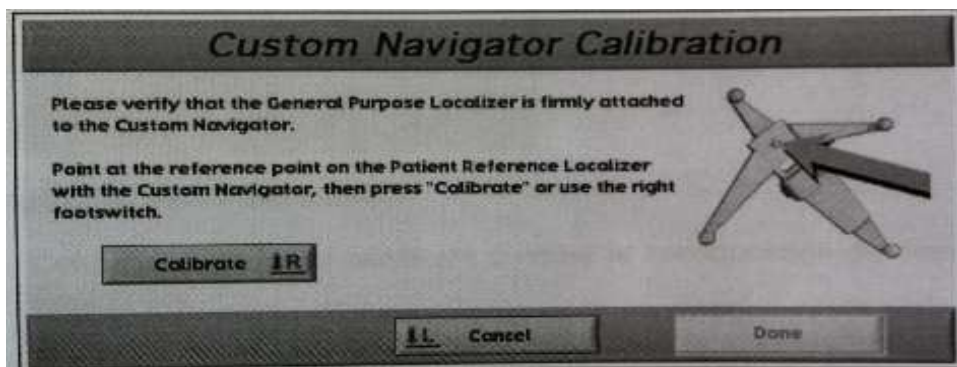 Custom Navigator Calibration
Please verify that the General Purpose Localizer is firmly attached
to the Custom Navigator.
Point at the reference point on the Patient Reference Localizer
with the Custom Navigator, then press "Calibrate" or use the right
footswitch.
Calibrate R
L Cancel
Done